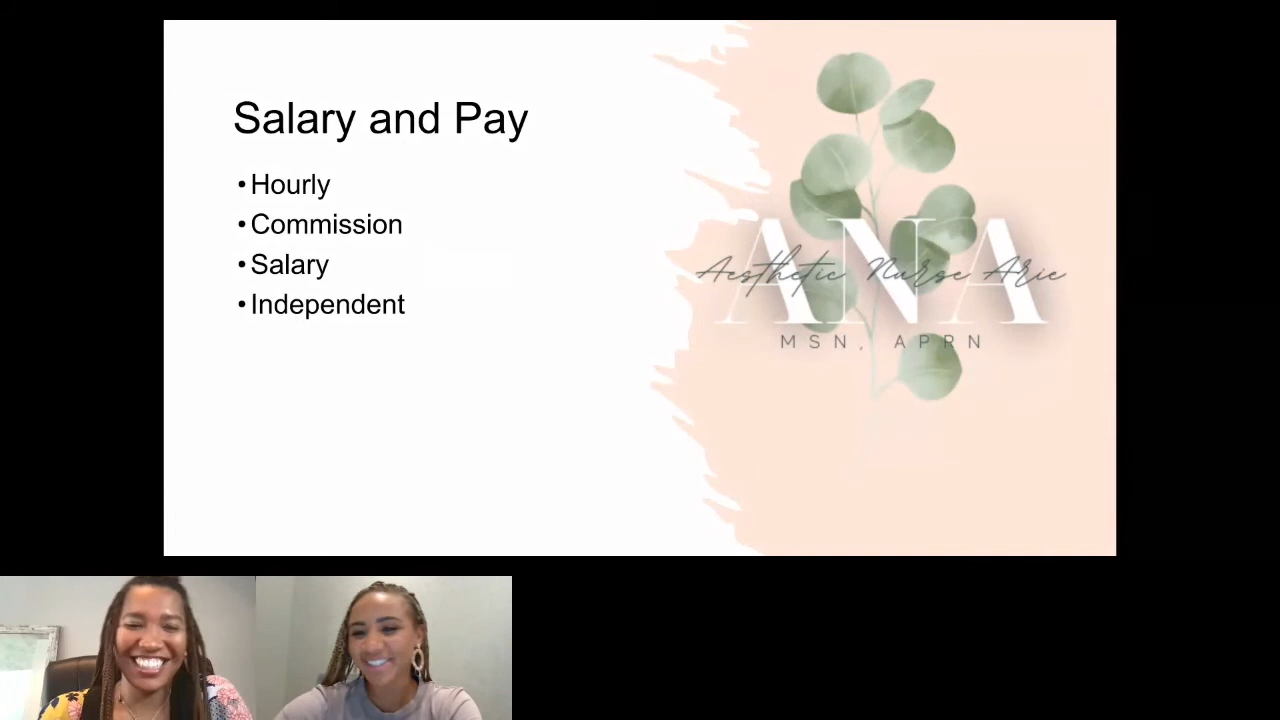 Salary and Pay
•Hourly
•Commission
•Salary
•Independent
ANA
Aesthetic Nurse Arie
MSN, APRN